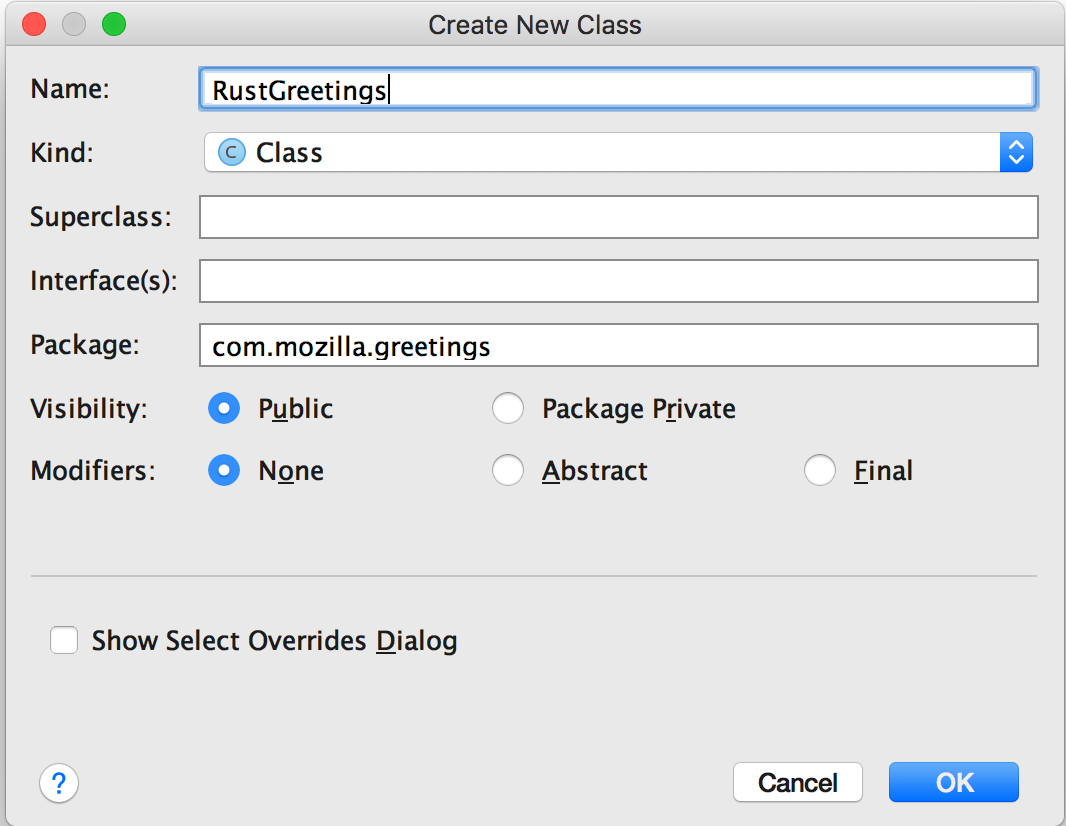 Create New Class
Name: RustGreetings
Kind: C Class
Superclass:
Interface(s):
Package: com.mozilla.greetings
Visibility: Public Package Private
Modifiers: None Abstract Final
Show Select Overrides Dialog
? Cancel OK